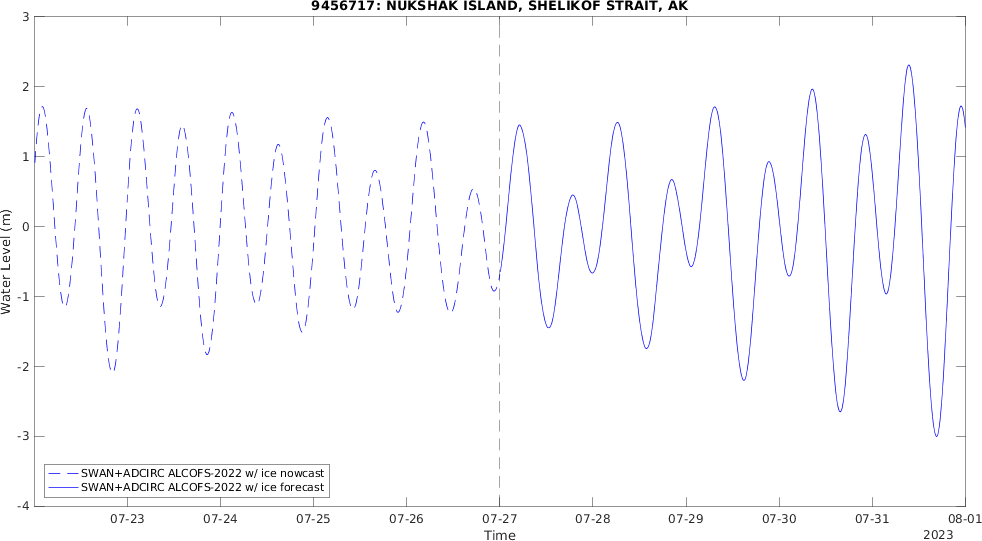 9456717: NUKSHAK ISLAND, SHELIKOF STRAIT, AK
3
2
1
0
-1
-2
-3
-4
Water Level (m)
SWAN+ADCIRC ALCOFS-2022 w/ ice nowcast
SWAN+ADCIRC ALCOFS-2022 w/ ice forecast
07-23 07-24 07-25 07-26 07-27 07-28 07-29 07-30 07-31 08-01
Time
2023